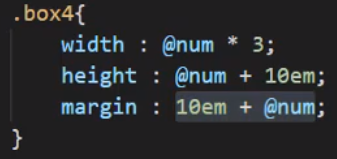 .box4{
width : @num * 3;
height : @num + 10em;
margin : 10em + @num;
}